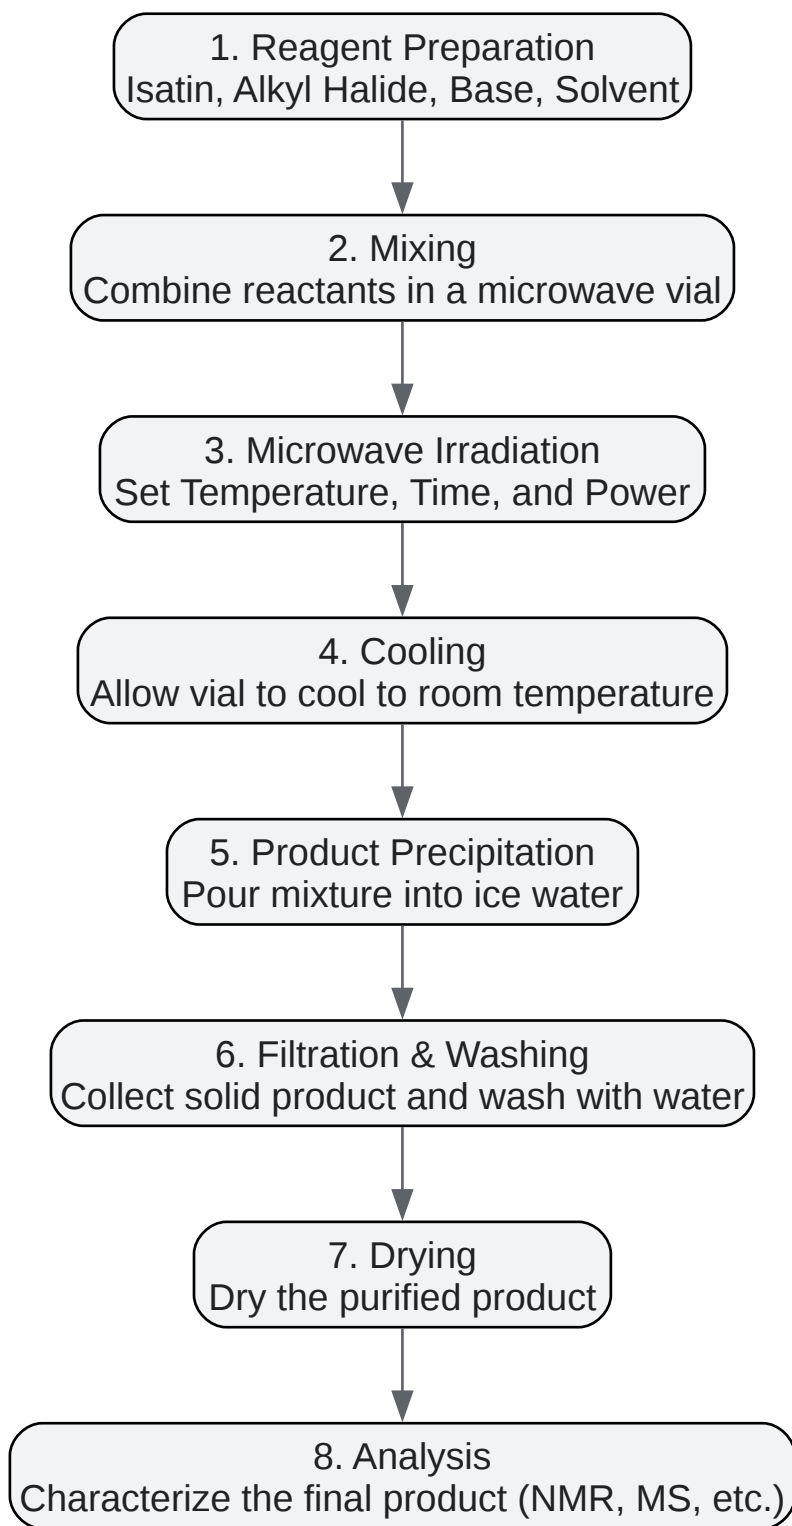 1. Reagent Preparation
Isatin, Alkyl Halide, Base, Solvent
2. Mixing
Combine reactants in a microwave vial
3. Microwave Irradiation
Set Temperature, Time, and Power
4. Cooling
Allow vial to cool to room temperature
5. Product Precipitation
Pour mixture into ice water
6. Filtration & Washing
Collect solid product and wash with water
7. Drying
Dry the purified product
8. Analysis
Characterize the final product (NMR, MS, etc.)